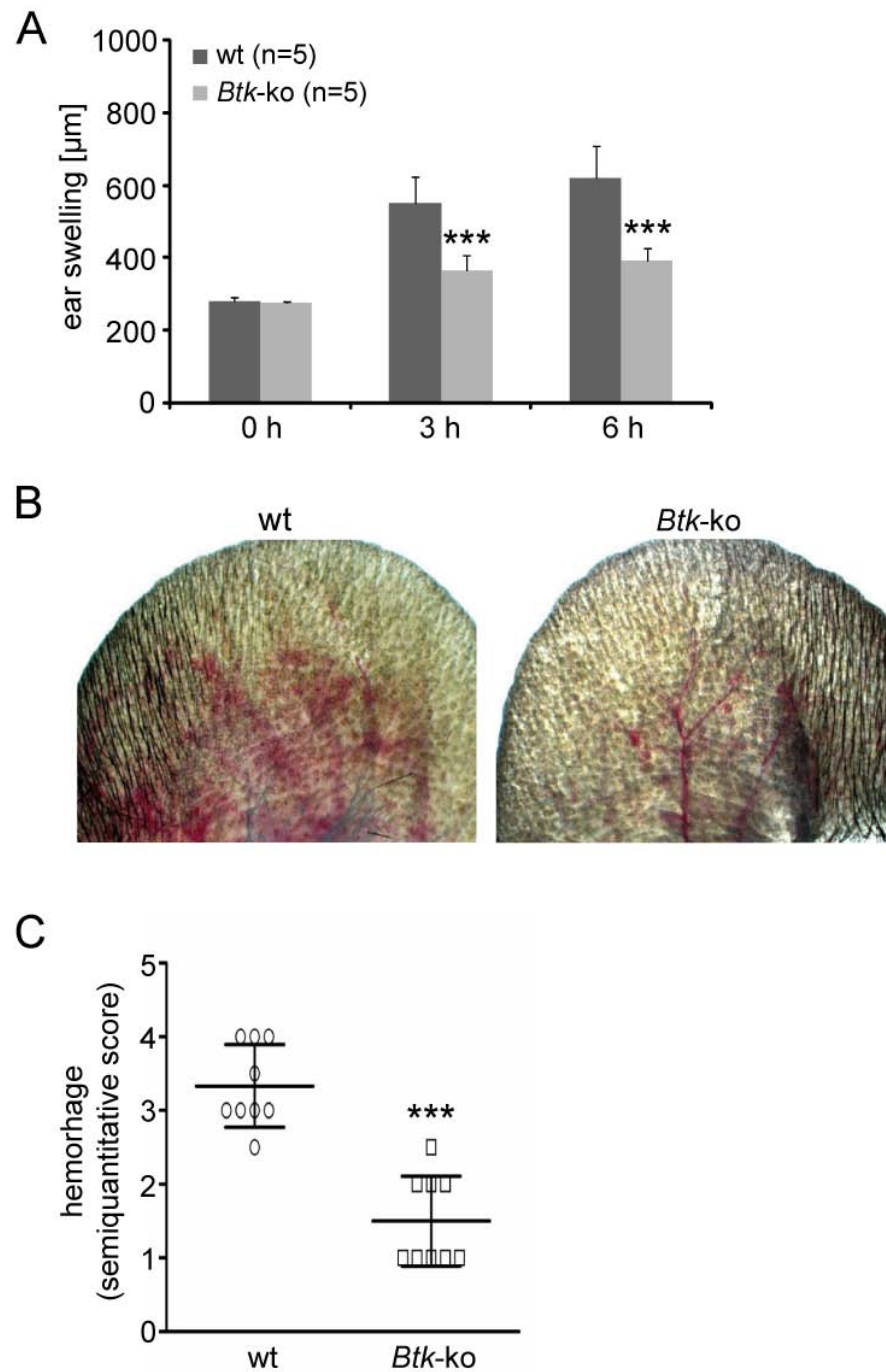 A
1000
800
600
400
200
0
ear swelling [µm]
wt (n=5)
Btk-ko (n=5)
***
***
0 h
3 h
6 h
B
wt
Btk-ko
C
5
4
3
2
1
0
hemorrhage
(semiquantitative score)
***
wt
Btk-ko